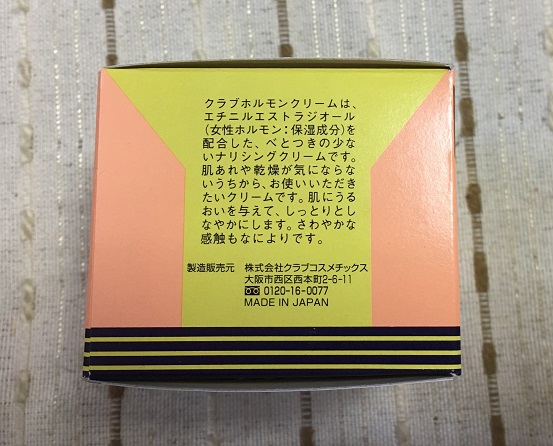 クラブホルモンクリームは、
エチニルエストラジオール
(女性ホルモン:保湿成分)を
配合した、べとつきの少な
いナリシングクリームです。
肌あれや乾燥が気にならな
いうちから、お使いいただき
たいクリームです。肌にうる
おいを与えて、しっとりとし
なやかにします。さわやかな
感触もなによりです。
製造販売元 株式会社クラブコスメチックス
大阪市西区西本町2-6-11
0120-16-0077
MADE IN JAPAN